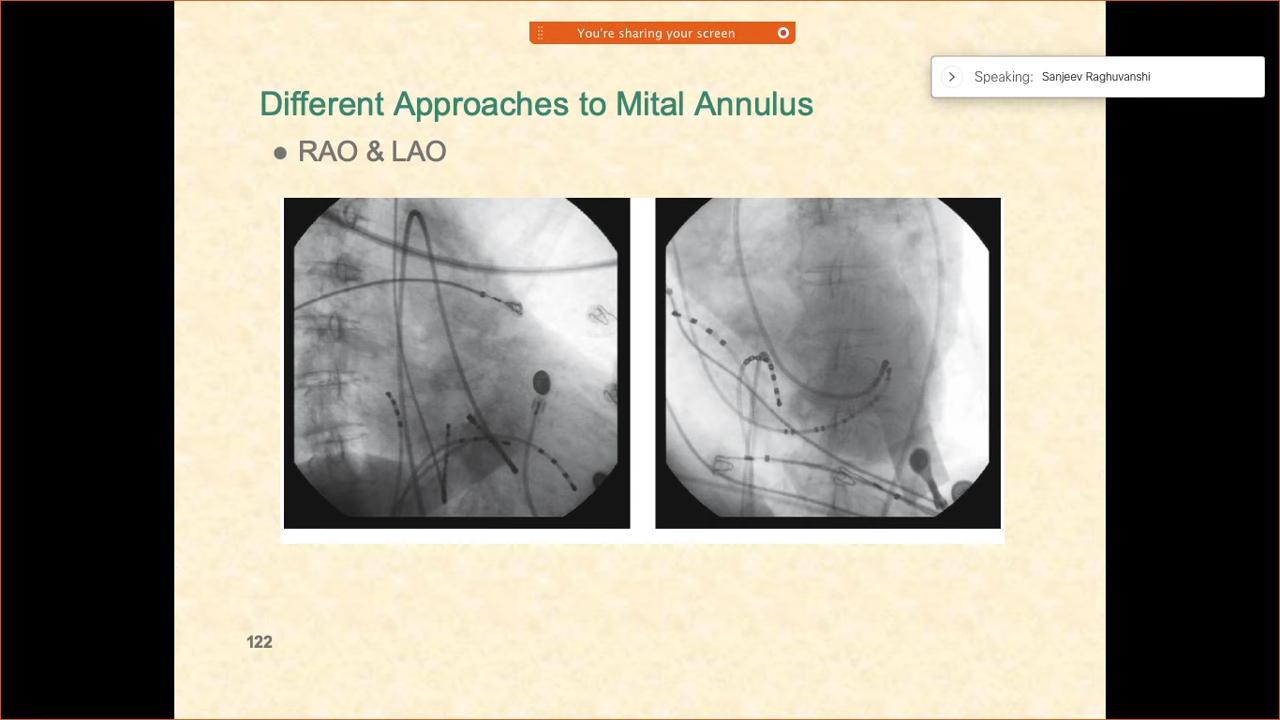 You're sharing your screen
Speaking: Sanjeev Raghuvanshi
Different Approaches to Mital Annulus
● RAO & LAO
122